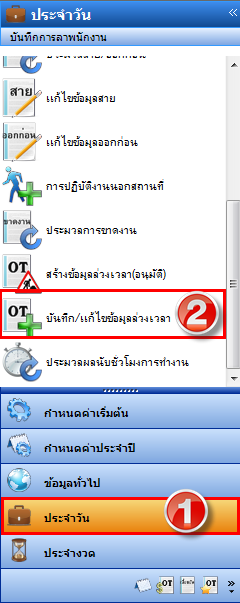 ประจำวัน
บันทึกการลาพนักงาน
สาย
แก้ไขข้อมูลสาย
ออกก่อน
แก้ไขข้อมูลออกก่อน
การปฏิบัติงานนอกสถานที่
ขาดงาน
ประมวลการขาดงาน
OT
สร้างข้อมูลล่วงเวลา(อนุมัติ)
OT
บันทึก/แก้ไขข้อมูลล่วงเวลา
2
ประมวลผลนับชั่วโมงการทำงาน
กำหนดค่าเริ่มต้น
กำหนดค่าประจำปี
ข้อมูลทั่วไป
ประจำวัน
1
ประจำงวด
OT
OT